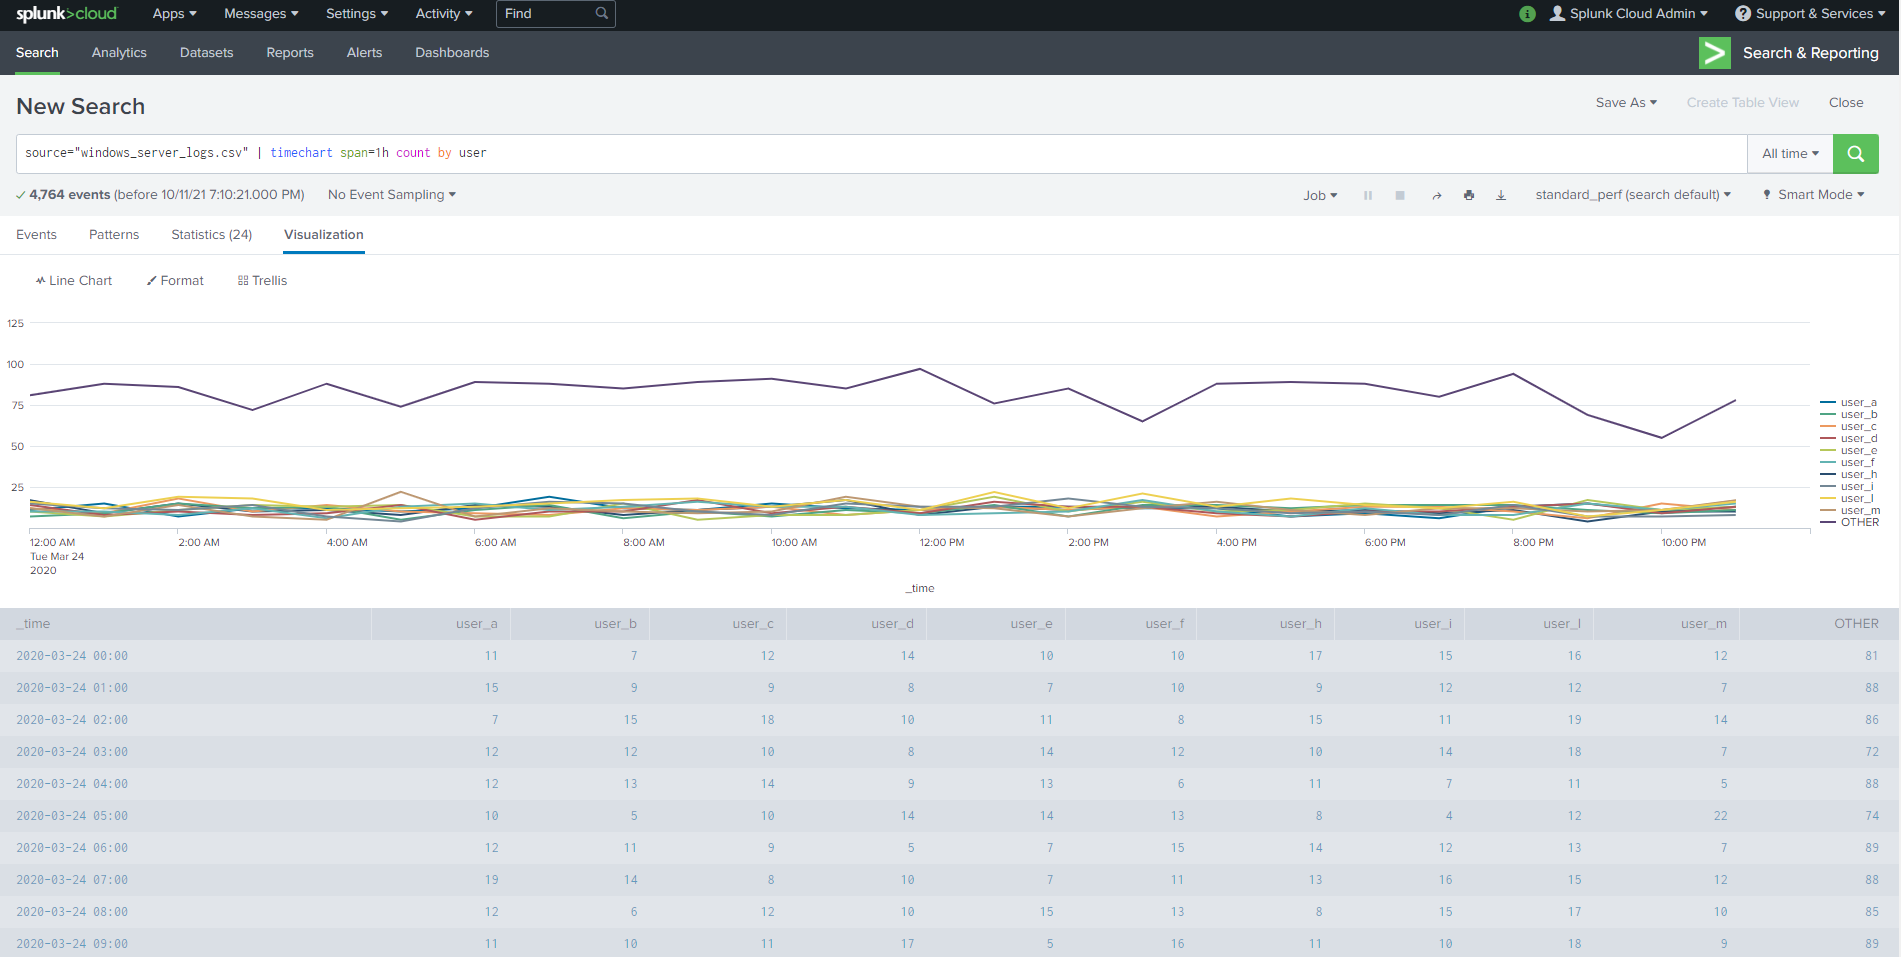 splunk>cloud Apps Messages Settings Activity Find i Splunk Cloud Admin ? Support & Services
Search Analytics Datasets Reports Alerts Dashboards > Search & Reporting
New Search Save As Create Table View Close
source="windows_server_logs.csv" | timechart span=1h count by user All time
4,764 events (before 10/11/21 7:10:21.000 PM) No Event Sampling Job standard_perf (search default) Smart Mode
Events Patterns Statistics (24) Visualization
Line Chart Format Trellis
125
100
75
50
25
user_a
user_b
user_c
user_d
user_e
user_f
user_h
user_i
user_l
user_m
OTHER
12:00 AM 2:00 AM 4:00 AM 6:00 AM 8:00 AM 10:00 AM 12:00 PM 2:00 PM 4:00 PM 6:00 PM 8:00 PM 10:00 PM
Tue Mar 24
2020
_time
_time user_a user_b user_c user_d user_e user_f user_h user_i user_l user_m OTHER
2020-03-24 00:00 11 7 12 14 10 10 17 15 16 12 81
2020-03-24 01:00 15 9 9 8 7 10 9 12 12 7 88
2020-03-24 02:00 7 15 18 10 11 8 15 11 19 14 86
2020-03-24 03:00 12 12 10 8 14 12 10 14 18 7 72
2020-03-24 04:00 12 13 14 9 13 6 11 7 11 5 88
2020-03-24 05:00 10 5 10 14 14 13 8 4 12 22 74
2020-03-24 06:00 12 11 9 5 7 15 14 12 13 7 89
2020-03-24 07:00 19 14 8 10 7 11 13 16 15 12 88
2020-03-24 08:00 12 6 12 10 15 13 8 15 17 10 85
2020-03-24 09:00 11 10 11 17 5 16 11 10 18 9 89